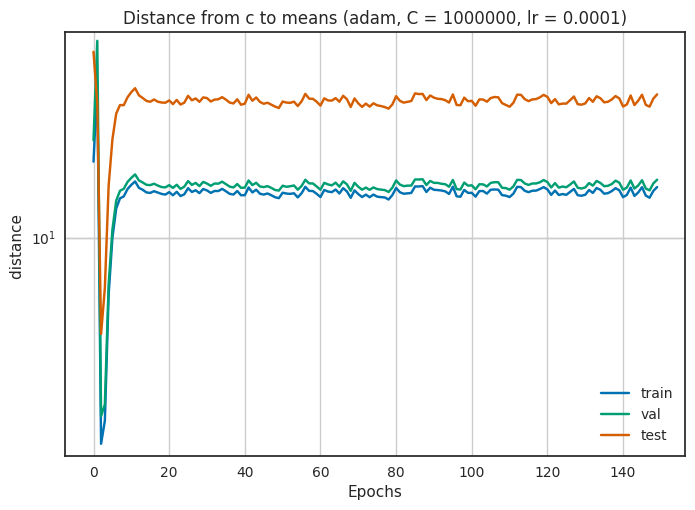 Distance from c to means (adam, C = 1000000, lr = 0.0001)
distance
10¹
train
val
test
0 20 40 60 80 100 120 140
Epochs